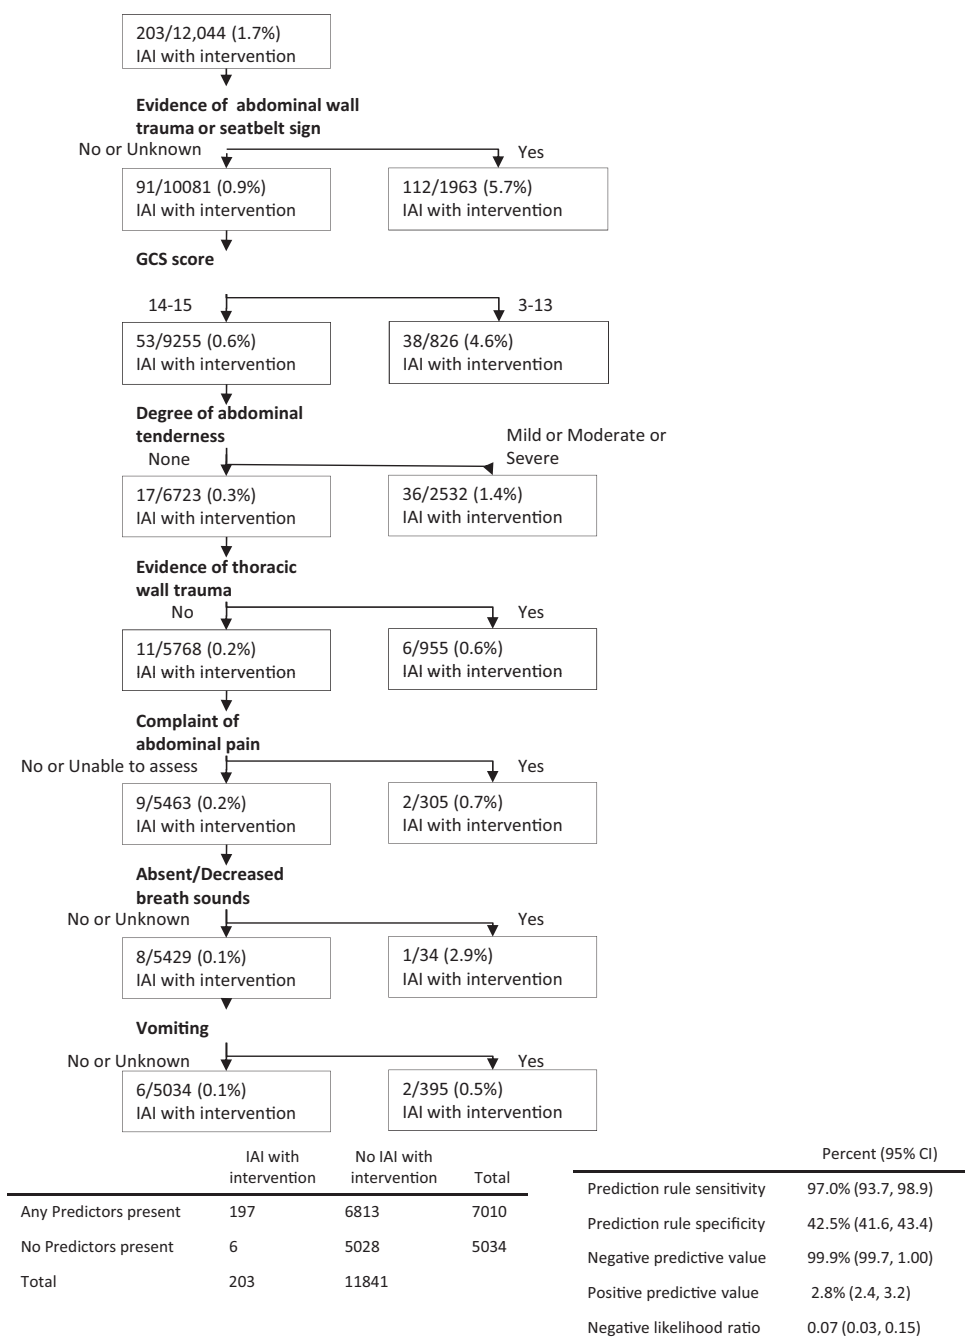 203/12,044 (1.7%)
IAI with intervention
Evidence of abdominal wall
trauma or seatbelt sign
No or Unknown
Yes
91/10081 (0.9%)
IAI with intervention
112/1963 (5.7%)
IAI with intervention
GCS score
14-15
3-13
53/9255 (0.6%)
IAI with intervention
38/826 (4.6%)
IAI with intervention
Degree of abdominal
tenderness
None
Mild or Moderate or
Severe
17/6723 (0.3%)
IAI with intervention
36/2532 (1.4%)
IAI with intervention
Evidence of thoracic
wall trauma
No
Yes
11/5768 (0.2%)
IAI with intervention
6/955 (0.6%)
IAI with intervention
Complaint of
abdominal pain
No or Unable to assess
Yes
9/5463 (0.2%)
IAI with intervention
2/305 (0.7%)
IAI with intervention
Absent/Decreased
breath sounds
No or Unknown
Yes
8/5429 (0.1%)
IAI with intervention
1/34 (2.9%)
IAI with intervention
Vomiting
No or Unknown
Yes
6/5034 (0.1%)
IAI with intervention
2/395 (0.5%)
IAI with intervention
IAI with intervention No IAI with intervention Total
Any Predictors present 197 6813 7010
No Predictors present 6 5028 5034
Total 203 11841
Percent (95% CI)
Prediction rule sensitivity 97.0% (93.7, 98.9)
Prediction rule specificity 42.5% (41.6, 43.4)
Negative predictive value 99.9% (99.7, 1.00)
Positive predictive value 2.8% (2.4, 3.2)
Negative likelihood ratio 0.07 (0.03, 0.15)